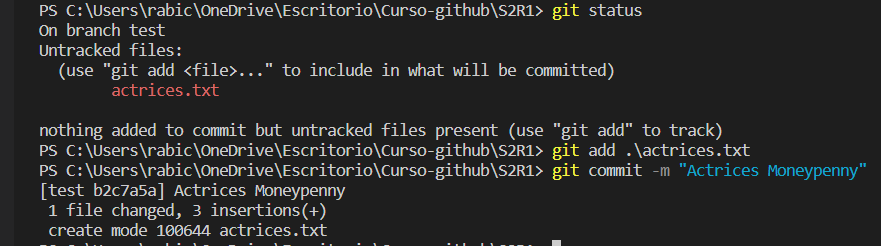 PS C:\Users\rabic\OneDrive\Escritorio\Curso-github\S2R1> git status
On branch test
Untracked files:
  (use "git add <file>..." to include in what will be committed)
        actrices.txt

nothing added to commit but untracked files present (use "git add" to track)
PS C:\Users\rabic\OneDrive\Escritorio\Curso-github\S2R1> git add .\actrices.txt
PS C:\Users\rabic\OneDrive\Escritorio\Curso-github\S2R1> git commit -m "Actrices Moneypenny"
[test b2c7a5a] Actrices Moneypenny
 1 file changed, 3 insertions(+)
 create mode 100644 actrices.txt